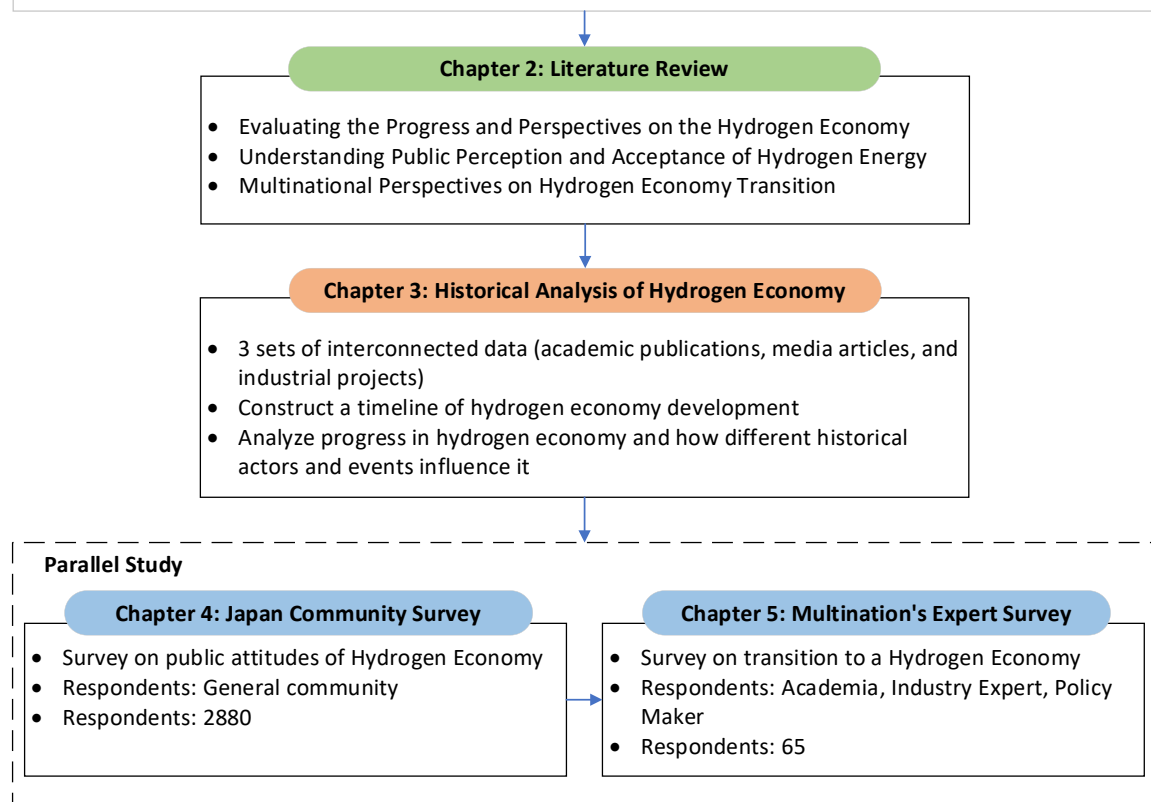 Chapter 2: Literature Review
• Evaluating the Progress and Perspectives on the Hydrogen Economy
• Understanding Public Perception and Acceptance of Hydrogen Energy
• Multinational Perspectives on Hydrogen Economy Transition
Chapter 3: Historical Analysis of Hydrogen Economy
• 3 sets of interconnected data (academic publications, media articles, and
industrial projects)
• Construct a timeline of hydrogen economy development
• Analyze progress in hydrogen economy and how different historical
actors and events influence it
Parallel Study
Chapter 4: Japan Community Survey
• Survey on public attitudes of Hydrogen Economy
• Respondents: General community
• Respondents: 2880
Chapter 5: Multination's Expert Survey
• Survey on transition to a Hydrogen Economy
• Respondents: Academia, Industry Expert, Policy
Maker
• Respondents: 65